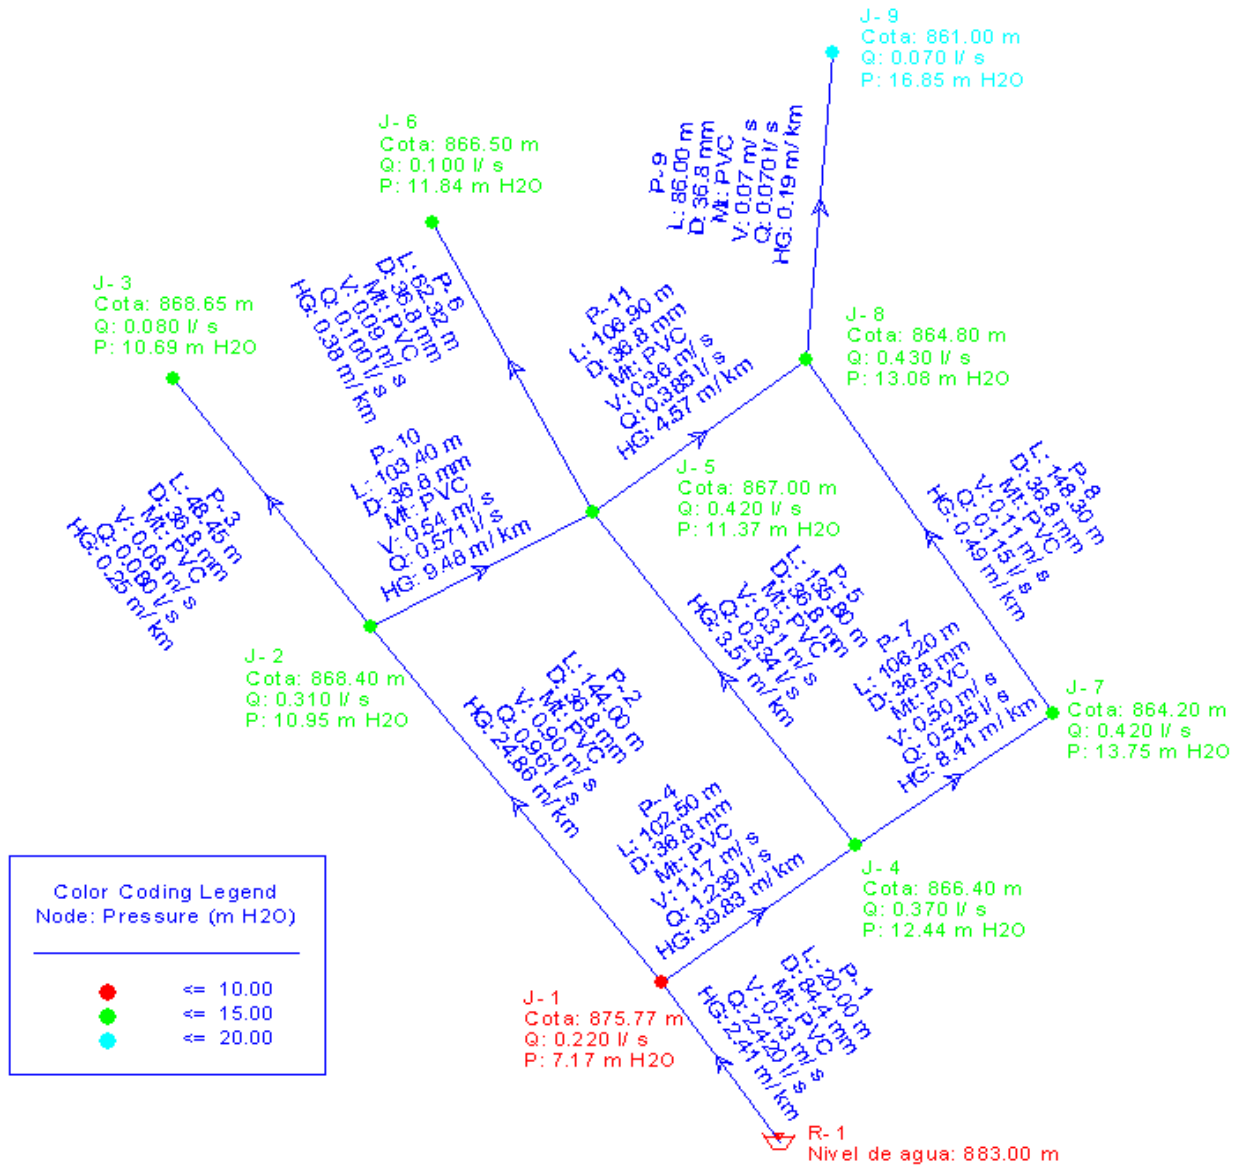 J-9
Cota: 861.00 m
Q: 0.070 l/s
P: 16.85 m H2O
J-6
Cota: 866.50 m
Q: 0.100 l/s
P: 11.84 m H2O
P-9
L: 86.00 m
D: 36.8 mm
Mt: PVC
V: 0.07 m/s
Q: 0.070 l/s
HG: 0.19 m/km
J-3
Cota: 868.65 m
Q: 0.080 l/s
P: 10.69 m H2O
P-6
L: 62.32 m
D: 36.8 mm
Mt: PVC
V: 0.09 m/s
Q: 0.100 l/s
HG: 0.38 m/km
P-11
L: 106.90 m
D: 36.8 mm
Mt: PVC
V: 0.36 m/s
Q: 0.385 l/s
HG: 4.57 m/km
J-8
Cota: 864.80 m
Q: 0.430 l/s
P: 13.08 m H2O
P-10
L: 103.40 m
D: 36.8 mm
Mt: PVC
V: 0.54 m/s
Q: 0.571 l/s
HG: 9.48 m/km
J-5
Cota: 867.00 m
Q: 0.420 l/s
P: 11.37 m H2O
P-3
L: 48.45 m
D: 36.8 mm
Mt: PVC
V: 0.08 m/s
Q: 0.080 l/s
HG: 0.25 m/km
P-8
L: 148.30 m
D: 36.8 mm
Mt: PVC
V: 0.11 m/s
Q: 0.115 l/s
HG: 0.49 m/km
P-5
L: 135.80 m
D: 36.8 mm
Mt: PVC
V: 0.31 m/s
Q: 0.334 l/s
HG: 3.51 m/km
P-7
L: 106.20 m
D: 36.8 mm
Mt: PVC
V: 0.50 m/s
Q: 0.535 l/s
HG: 8.41 m/km
J-2
Cota: 868.40 m
Q: 0.310 l/s
P: 10.95 m H2O
P-2
L: 144.00 m
D: 36.8 mm
Mt: PVC
V: 0.90 m/s
Q: 0.961 l/s
HG: 24.86 m/km
J-7
Cota: 864.20 m
Q: 0.420 l/s
P: 13.75 m H2O
P-4
L: 102.50 m
D: 36.8 mm
Mt: PVC
V: 1.17 m/s
Q: 1.239 l/s
HG: 39.83 m/km
J-4
Cota: 866.40 m
Q: 0.370 l/s
P: 12.44 m H2O
Color Coding Legend
Node: Pressure (m H2O)
<= 10.00
<= 15.00
<= 20.00
J-1
Cota: 875.77 m
Q: 0.220 l/s
P: 7.17 m H2O
P-1
L: 20.00 m
D: 84.4 mm
Mt: PVC
V: 0.43 m/s
Q: 2.420 l/s
HG: 2.41 m/km
R-1
Nivel de agua: 883.00 m